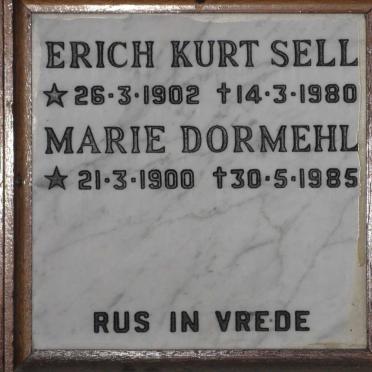 ERICH KURT SELL
☆ 26·3·1902 †14·3·1980
MARIE DORMEHL
☆ 21·3·1900 †30·5·1985
RUS IN VREDE